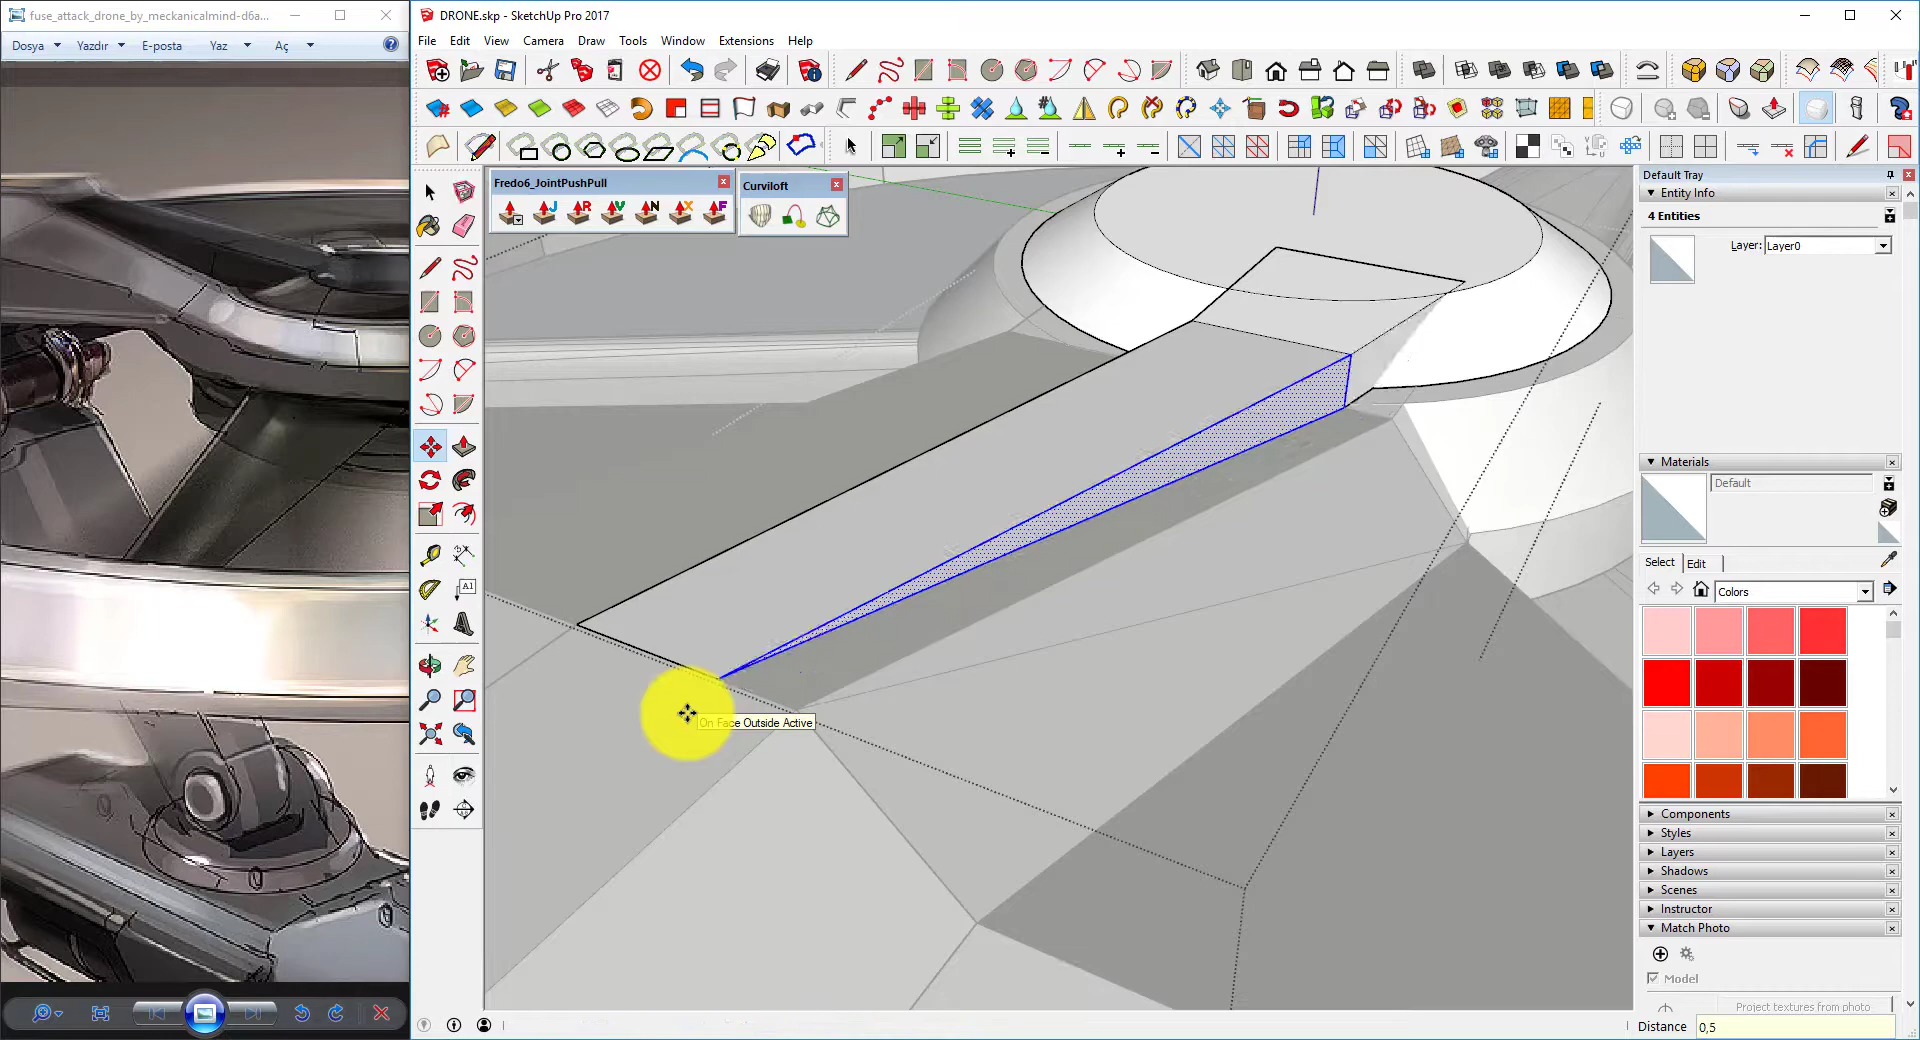 fuse_attack_drone_by_meckanicalmind-d6a...
Dosya
Yazdır
E-posta
Yaz
Aç
DRONE.skp - SketchUp Pro 2017
File Edit View Camera Draw Tools Window Extensions Help
Fredo6_JointPushPull
Curviloft
J R V N X F
A1
On Face Outside Active
Default Tray
Entity Info
4 Entities
Layer: Layer0
Materials
Default
Select Edit
Colors
Components
Styles
Layers
Shadows
Scenes
Instructor
Match Photo
Model
Project textures from photo
Distance 0,5